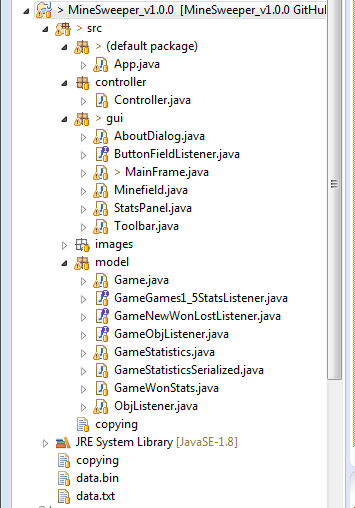 > MineSweeper_v1.0.0 [MineSweeper_v1.0.0 GitHu
> src
> (default package)
App.java
controller
Controller.java
> gui
AboutDialog.java
ButtonFieldListener.java
> MainFrame.java
Minefield.java
StatsPanel.java
Toolbar.java
images
model
Game.java
GameGames1_5StatsListener.java
GameNewWonLostListener.java
GameObjListener.java
GameStatistics.java
GameStatisticsSerialized.java
GameWonStats.java
ObjListener.java
copying
JRE System Library [JavaSE-1.8]
copying
data.bin
data.txt